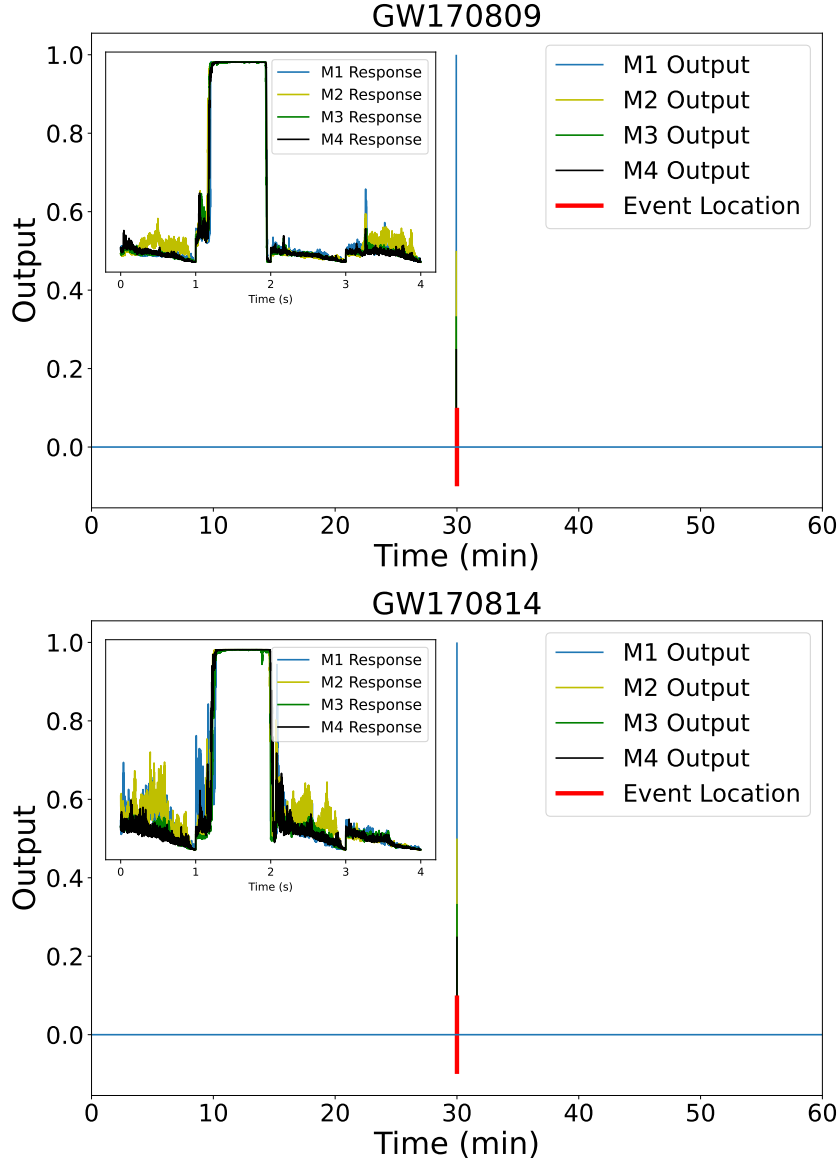 GW170809
1.0
0.8
0.6
0.4
0.2
0.0
Output
M1 Response
M2 Response
M3 Response
M4 Response
0 1 2 3 4
Time (s)
M1 Output
M2 Output
M3 Output
M4 Output
Event Location
0 10 20 30 40 50 60
Time (min)
GW170814
1.0
0.8
0.6
0.4
0.2
0.0
Output
M1 Response
M2 Response
M3 Response
M4 Response
0 1 2 3 4
Time (s)
M1 Output
M2 Output
M3 Output
M4 Output
Event Location
0 10 20 30 40 50 60
Time (min)